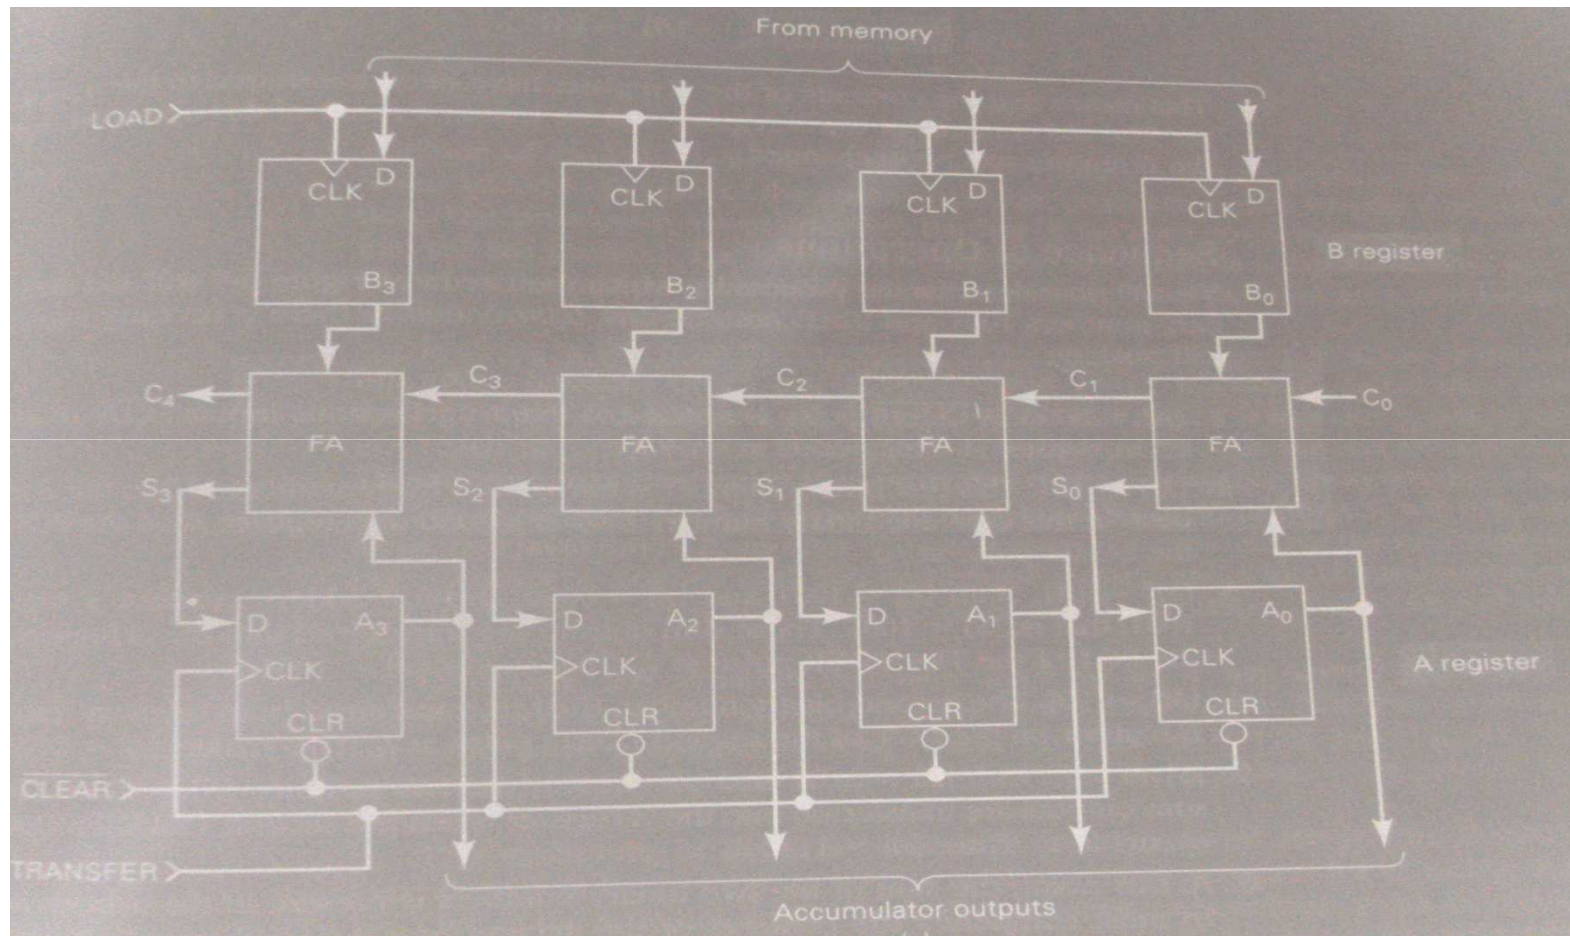 From memory
LOAD
CLK D CLK D CLK D CLK D
B register
B₃ B₂ B₁ B₀
C₄ C₃ C₂ C₁ C₀
FA FA FA FA
S₃ S₂ S₁ S₀
D A₃ D A₂ D A₁ D A₀
CLK CLK CLK CLK
A register
CLR CLR CLR CLR
CLEAR
TRANSFER
Accumulator outputs